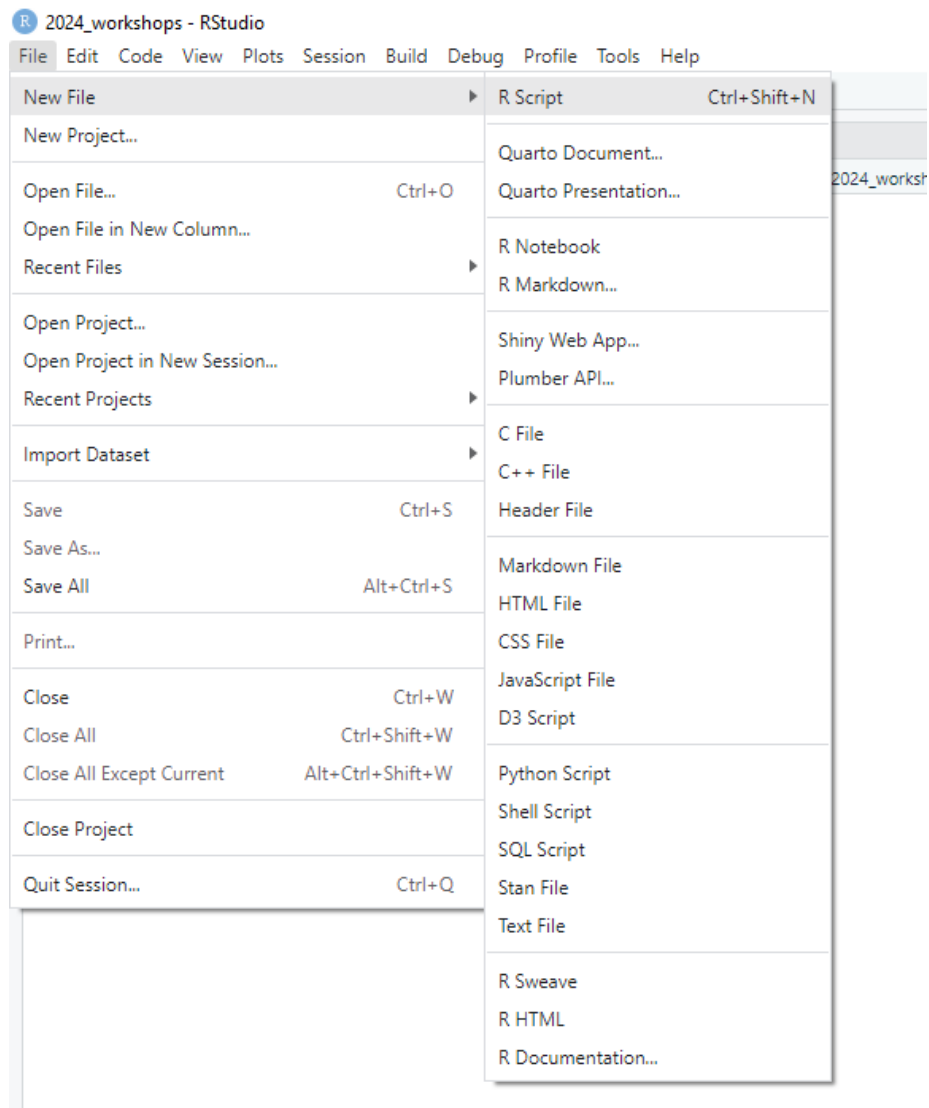 R 2024_workshops - RStudio
File Edit Code View Plots Session Build Debug Profile Tools Help
New File
New Project...
Open File... Ctrl+O
Open File in New Column...
Recent Files
Open Project...
Open Project in New Session...
Recent Projects
Import Dataset
Save Ctrl+S
Save As...
Save All Alt+Ctrl+S
Print...
Close Ctrl+W
Close All Ctrl+Shift+W
Close All Except Current Alt+Ctrl+Shift+W
Close Project
Quit Session... Ctrl+Q
R Script Ctrl+Shift+N
Quarto Document...
Quarto Presentation...
R Notebook
R Markdown...
Shiny Web App...
Plumber API...
C File
C++ File
Header File
Markdown File
HTML File
CSS File
JavaScript File
D3 Script
Python Script
Shell Script
SQL Script
Stan File
Text File
R Sweave
R HTML
R Documentation...
2024_worksh